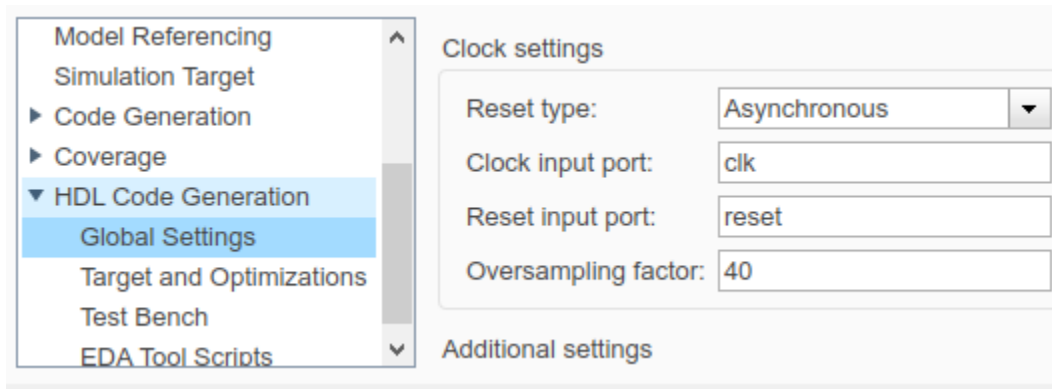 Model Referencing
Simulation Target
Code Generation
Coverage
HDL Code Generation
Global Settings
Target and Optimizations
Test Bench
EDA Tool Scripts
Clock settings
Reset type: Asynchronous
Clock input port: clk
Reset input port: reset
Oversampling factor: 40
Additional settings